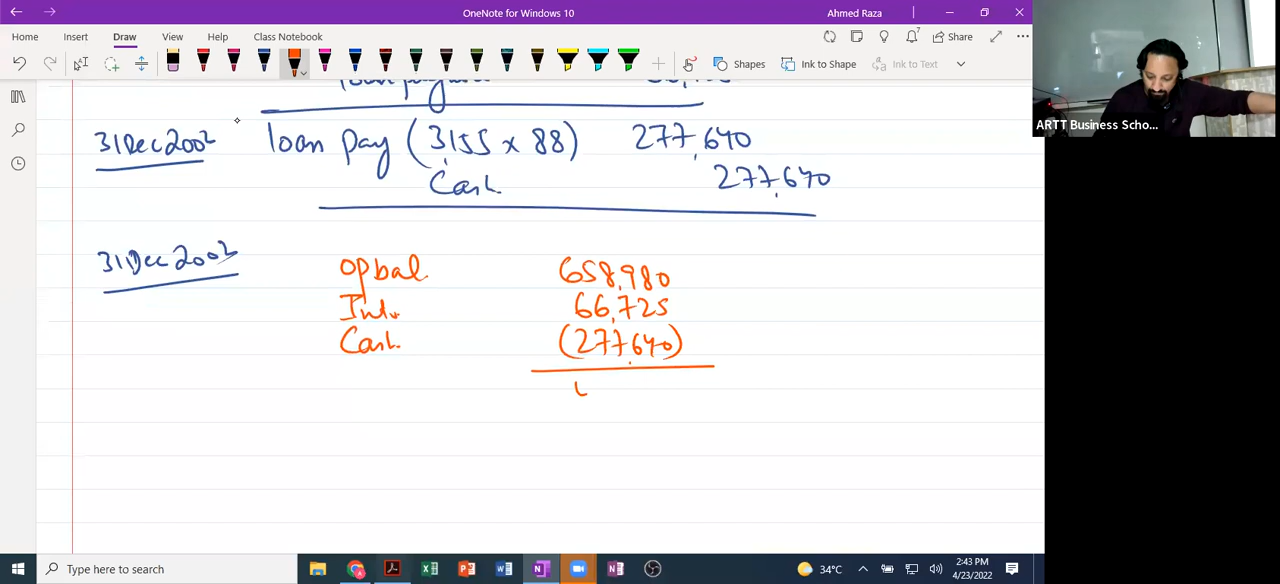 OneNote for Windows 10
Ahmed Raza
Home Insert Draw View Help Class Notebook
Share
Shapes Ink to Shape Ink to Text
ARTT Business Scho...
31Dec2002 loan pay (3155 x 88) 277,640
Cash 277,640
31Dec2002
Opbal 658,980
Int. 66,725
Cash (277,640)
Type here to search
34°C
2:43 PM
4/23/2022